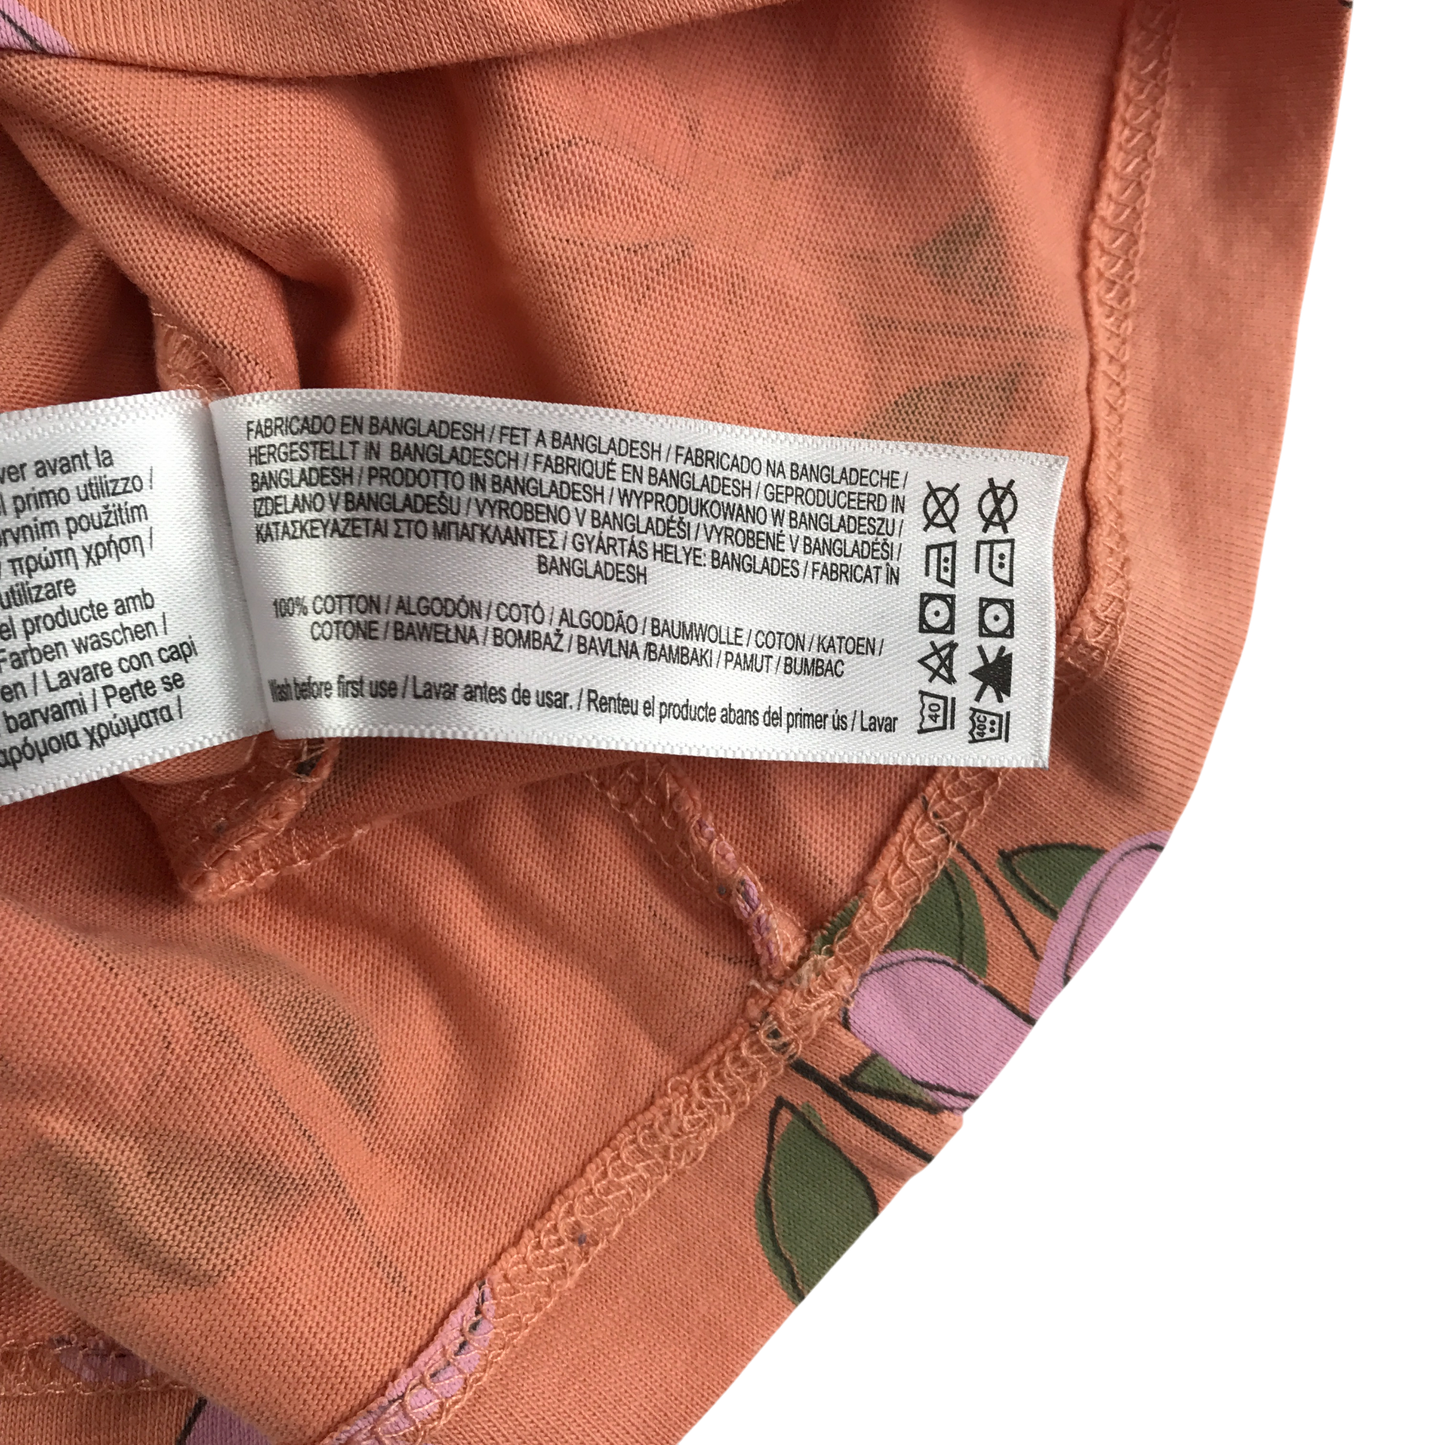 ver avant la
l primo utilizzo /
rvním použitím
πρώτη χρήση /
utilizare
el producte amb
Farben waschen /
en / Lavare con capi
barvami / Perte se
αρόμοια χρώματα /
FABRICADO EN BANGLADESH / FET A BANGLADESH / FABRICADO NA BANGLADECHE /
HERGESTELLT IN BANGLADESCH / FABRIQUÉ EN BANGLADESH / GEPRODUCEERD IN
BANGLADESH / PRODOTTO IN BANGLADESH / WYPRODUKOWANO W BANGLADESZU /
IZDELANO V BANGLADEŠU / VYROBENO V BANGLADÉŠI / VYROBENÉ V BANGLADÉŠI /
ΚΑΤΑΣΚΕΥΑΖΕΤΑΙ ΣΤΟ ΜΠΑΓΚΛΑΝΤΕΣ / GYÁRTÁS HELYE: BANGLADES / FABRICAT ÎN
BANGLADESH
100% COTTON / ALGODÓN / COTÓ / ALGODÃO / BAUMWOLLE / COTON / KATOEN /
COTONE / BAWEŁNA / BOMBAŽ / BAVLNA /BAMBAKI / PAMUT / BUMBAC
Wash before first use / Lavar antes de usar. / Renteu el producte abans del primer ús / Lavar
40
40C